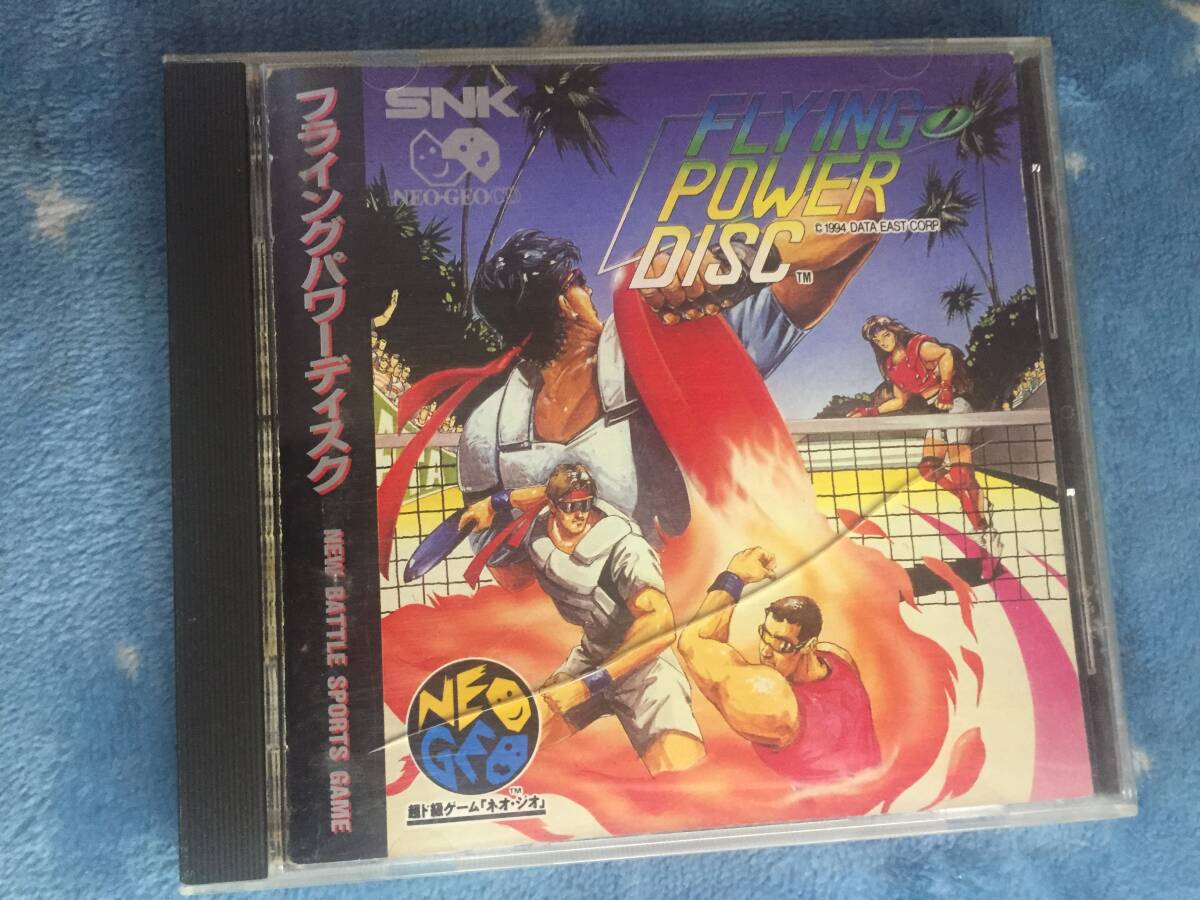 フライングパワーディスク
NEW-BATTLE SPORTS GAME
SNK
NEO•GEO CD
FLYING
POWER
DISC TM
© 1994 DATA EAST CORP.
NEO
GEO
TM
超ド級ゲーム「ネオ・ジオ」